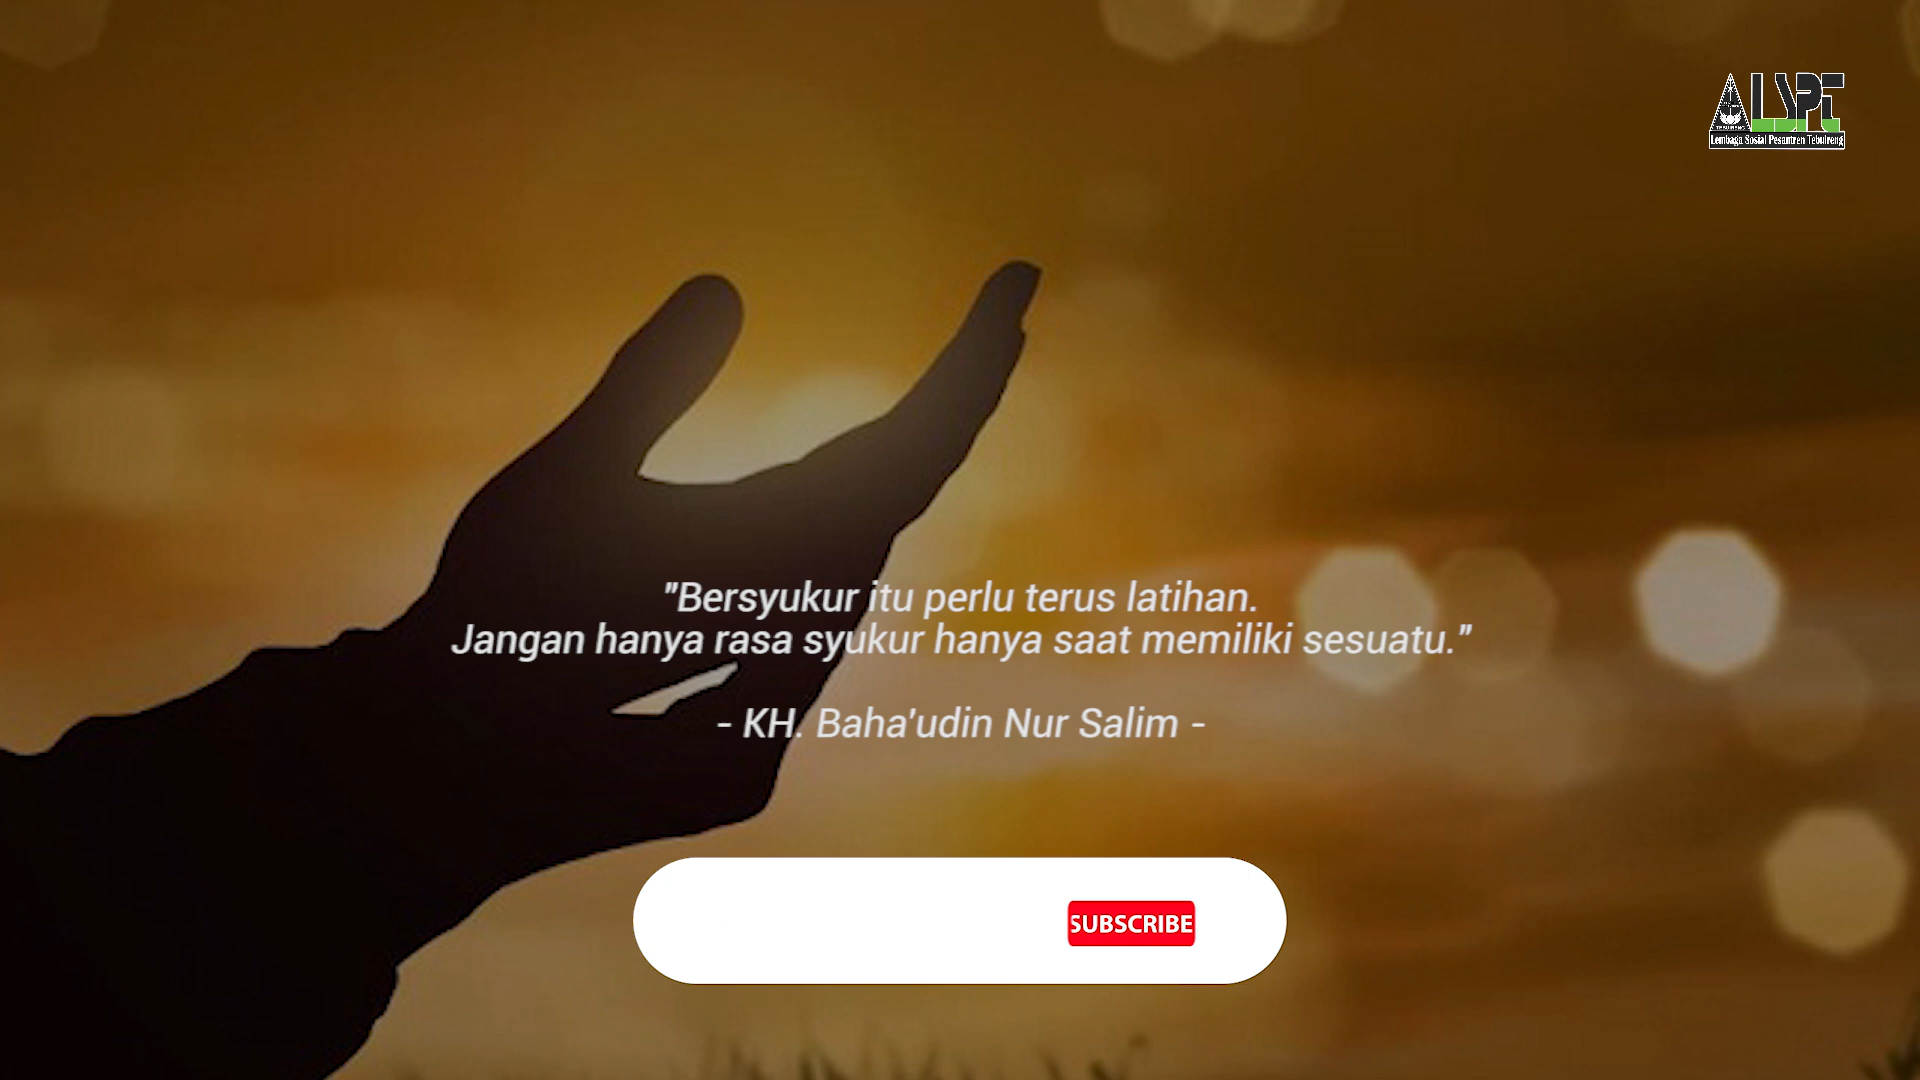 LSPT
TEBUIRENG
Lembaga Sosial Pesantren Tebuireng
"Bersyukur itu perlu terus latihan.
Jangan hanya rasa syukur hanya saat memiliki sesuatu."
- KH. Baha'udin Nur Salim -
SUBSCRIBE